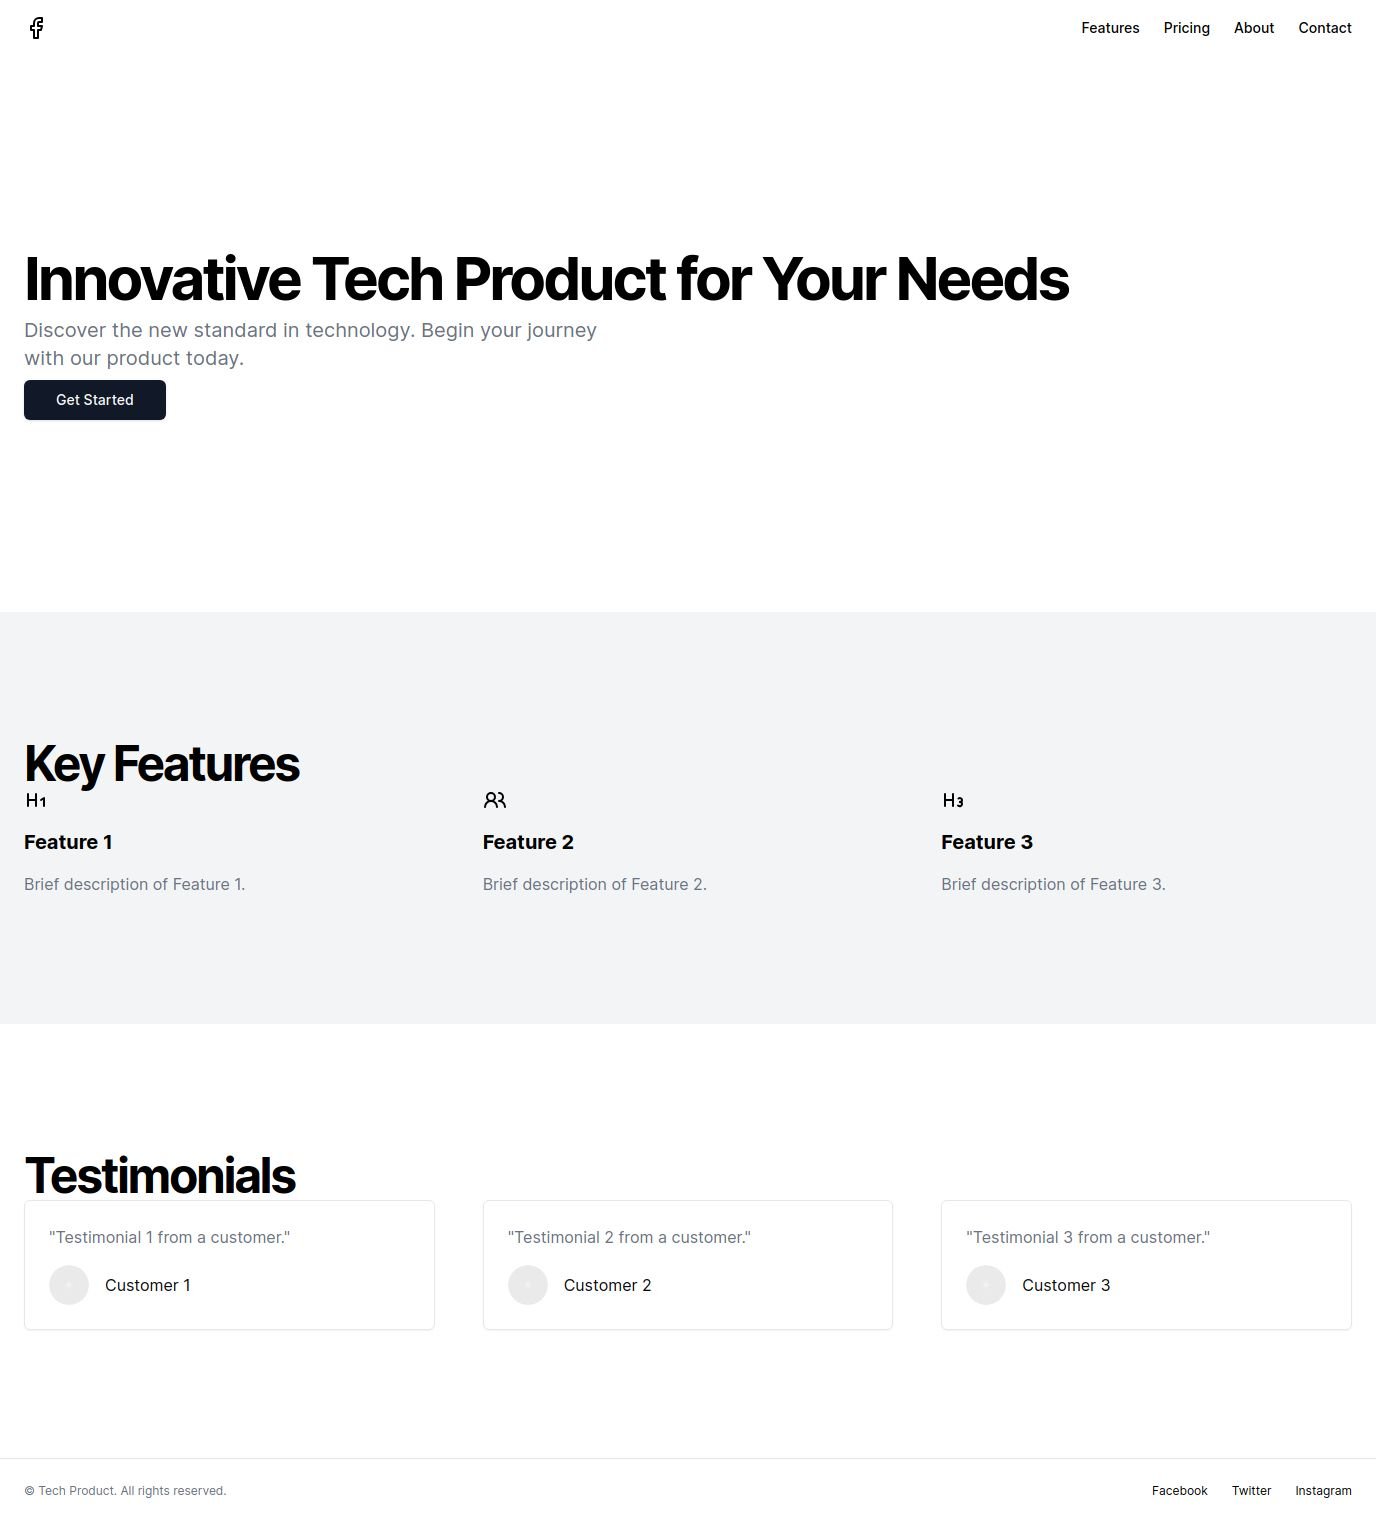 Features Pricing About Contact
Innovative Tech Product for Your Needs
Discover the new standard in technology. Begin your journey
with our product today.
Get Started
Key Features
H1
H3
Feature 1
Feature 2
Feature 3
Brief description of Feature 1.
Brief description of Feature 2.
Brief description of Feature 3.
Testimonials
"Testimonial 1 from a customer."
Customer 1
"Testimonial 2 from a customer."
Customer 2
"Testimonial 3 from a customer."
Customer 3
© Tech Product. All rights reserved.
Facebook Twitter Instagram